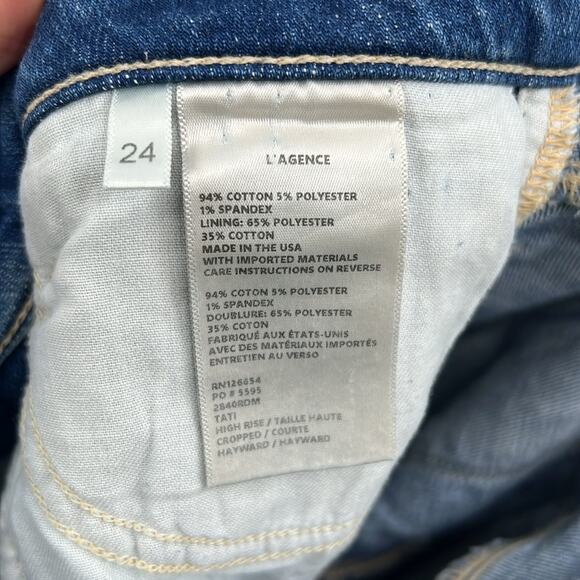 24
L'AGENCE
94% COTTON 5% POLYESTER
1% SPANDEX
LINING: 65% POLYESTER
35% COTTON
MADE IN THE USA
WITH IMPORTED MATERIALS
CARE INSTRUCTIONS ON REVERSE
94% COTON 5% POLYESTER
1% SPANDEX
DOUBLURE: 65% POLYESTER
35% COTON
FABRIQUÉ AUX ÉTATS-UNIS
AVEC DES MATÉRIAUX IMPORTÉS
ENTRETIEN AU VERSO
RN126654
PO # 5595
2840RDM
TATI
HIGH RISE / TAILLE HAUTE
CROPPED / COURTE
HAYWARD / HAYWARD